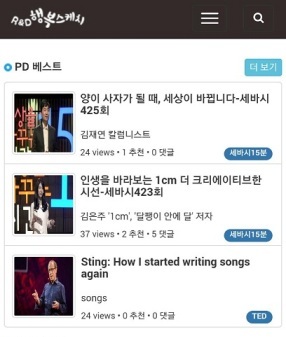 R&D행복스케치
PD 베스트
더 보기
양이 사자가 될 때, 세상이 바뀝니다-세바시
425회
김재연 칼럼니스트
24 views • 1 추천 • 0 댓글
세바시15분
인생을 바라보는 1cm 더 크리에이티브한
시선-세바시423회
김은주 '1cm', '달팽이 안에 달' 저자
37 views • 2 추천 • 5 댓글
세바시15분
Sting: How I started writing songs
again
songs
24 views • 0 추천 • 0 댓글
TED